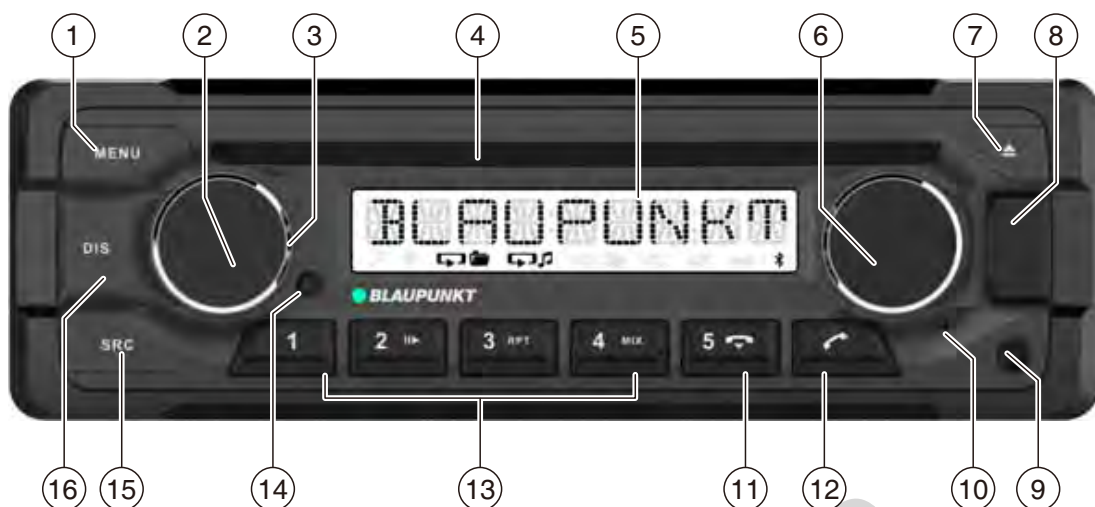 1 2 3 4 5 6 7 8
MENU
BLAUPUNKT
DIS
BLAUPUNKT
SRC
1 2 3 RPT 4 MIX 5
16 15 14 13 11 12 10 9